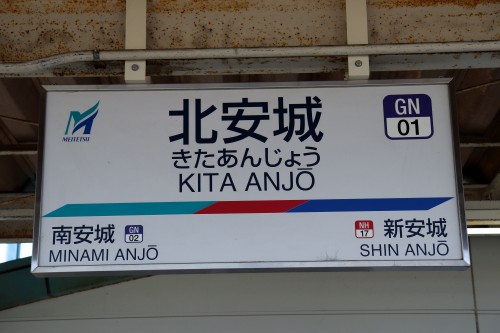 MEITETSU
北安城
きたあんじょう
KITA ANJŌ
GN
01
南安城
GN
02
MINAMI ANJŌ
NH
17
新安城
SHIN ANJŌ